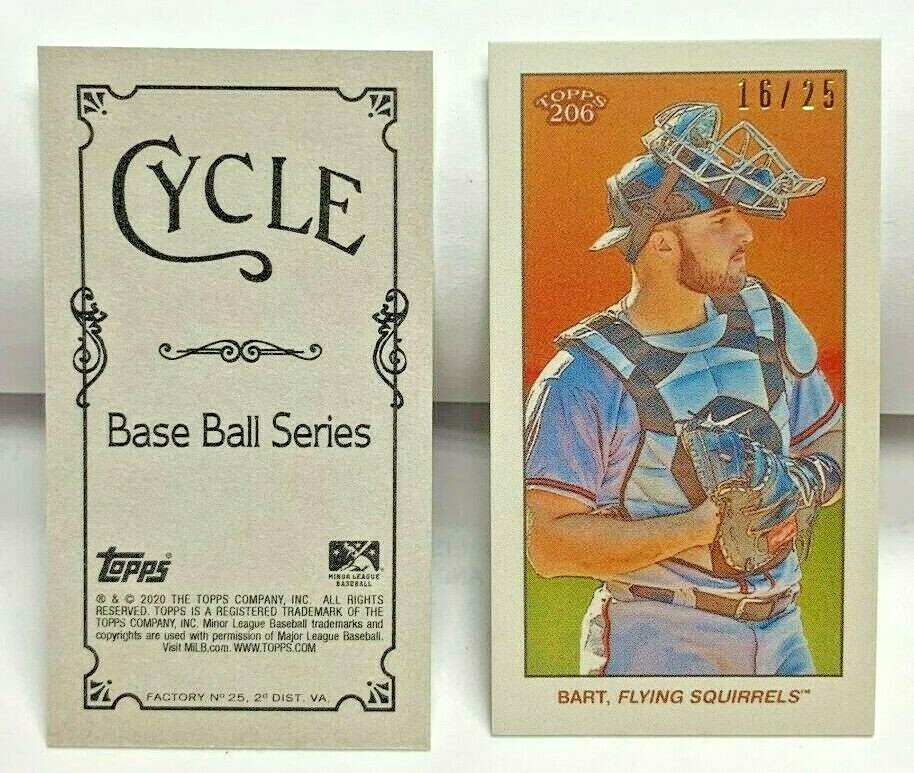 CYCLE
Base Ball Series
topps®
MINOR LEAGUE
BASEBALL
® & © 2020 THE TOPPS COMPANY, INC. ALL RIGHTS
RESERVED. TOPPS IS A REGISTERED TRADEMARK OF THE
TOPPS COMPANY, INC. Minor League Baseball trademarks and
copyrights are used with permission of Major League Baseball.
Visit MiLB.com. WWW.TOPPS.COM
FACTORY Nº 25, 2ᵈ DIST. VA.
TOPPS
206
16/25
BART, FLYING SQUIRRELS™